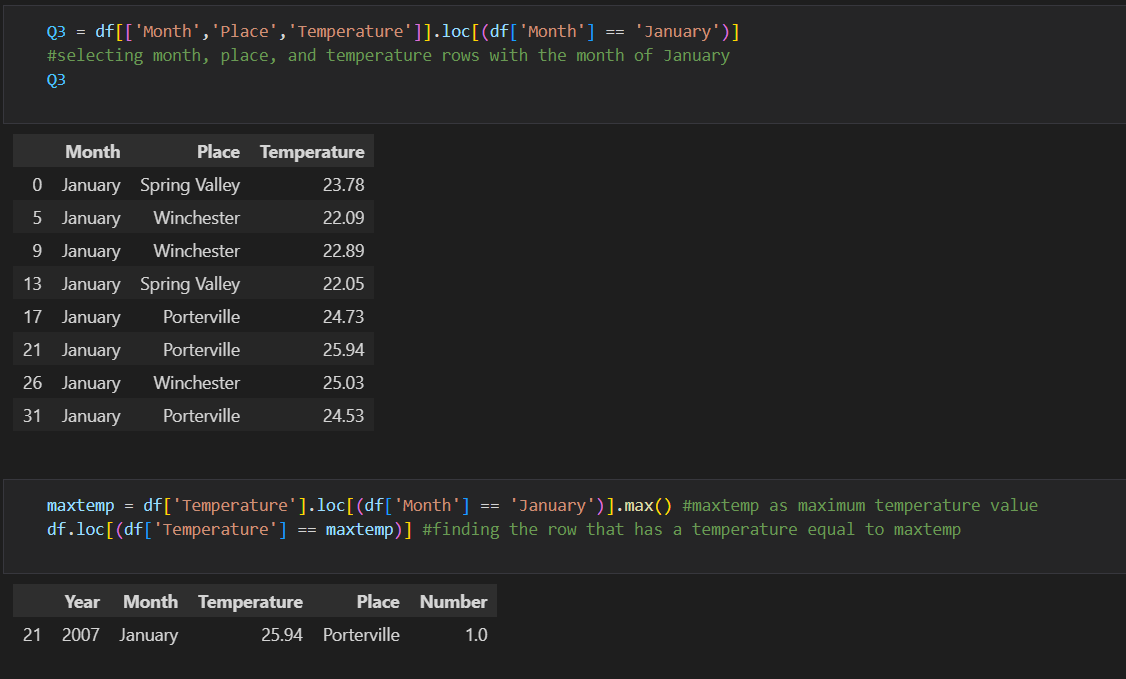 Q3 = df[['Month','Place','Temperature']].loc[(df['Month'] == 'January')]
#selecting month, place, and temperature rows with the month of January
Q3
Month Place Temperature
0 January Spring Valley 23.78
5 January Winchester 22.09
9 January Winchester 22.89
13 January Spring Valley 22.05
17 January Porterville 24.73
21 January Porterville 25.94
26 January Winchester 25.03
31 January Porterville 24.53
maxtemp = df['Temperature'].loc[(df['Month'] == 'January')].max() #maxtemp as maximum temperature value
df.loc[(df['Temperature'] == maxtemp)] #finding the row that has a temperature equal to maxtemp
Year Month Temperature Place Number
21 2007 January 25.94 Porterville 1.0